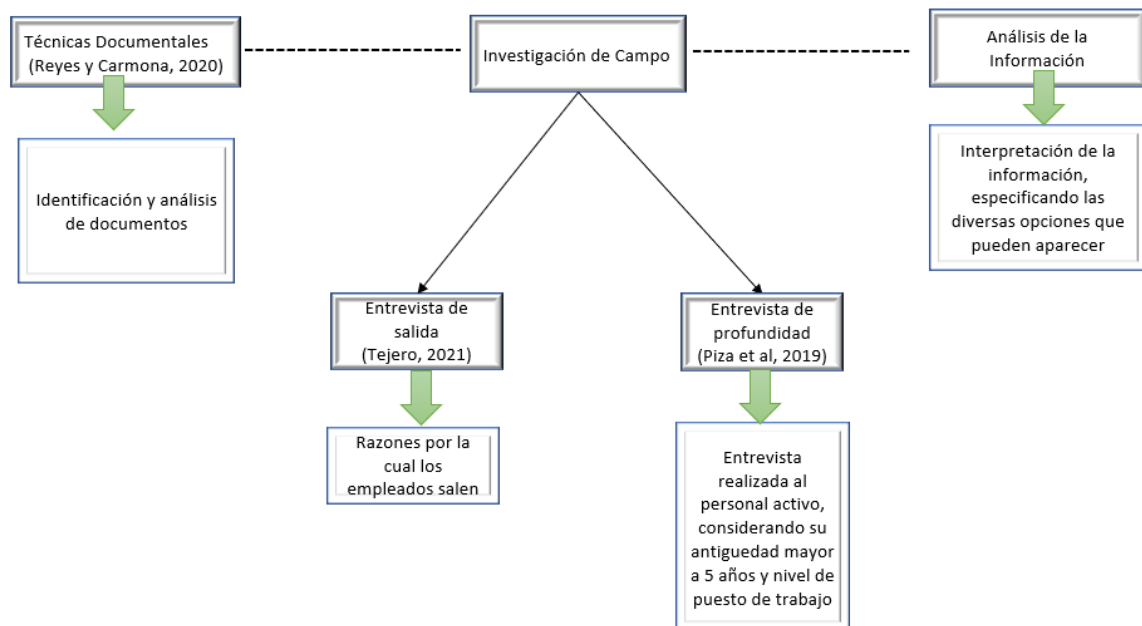 Técnicas Documentales
(Reyes y Carmona, 2020)
Identificación y análisis
de documentos
Investigación de Campo
Entrevista de
salida
(Tejero, 2021)
Razones por la
cual los
empleados salen
Entrevista de
profundidad
(Piza et al, 2019)
Entrevista
realizada al
personal activo,
considerando su
antiguedad mayor
a 5 años y nivel de
puesto de trabajo
Análisis de la
Información
Interpretación de la
información,
especificando las
diversas opciones que
pueden aparecer